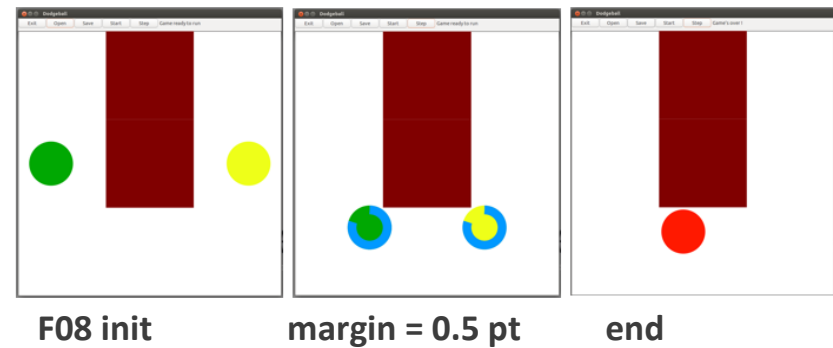 Dodgeball
Exit Open Save Start Step Game ready to run
Dodgeball
Exit Open Save Start Step Game ready to run
Dodgeball
Exit Open Save Start Step Game's over !
F08 init margin = 0.5 pt end